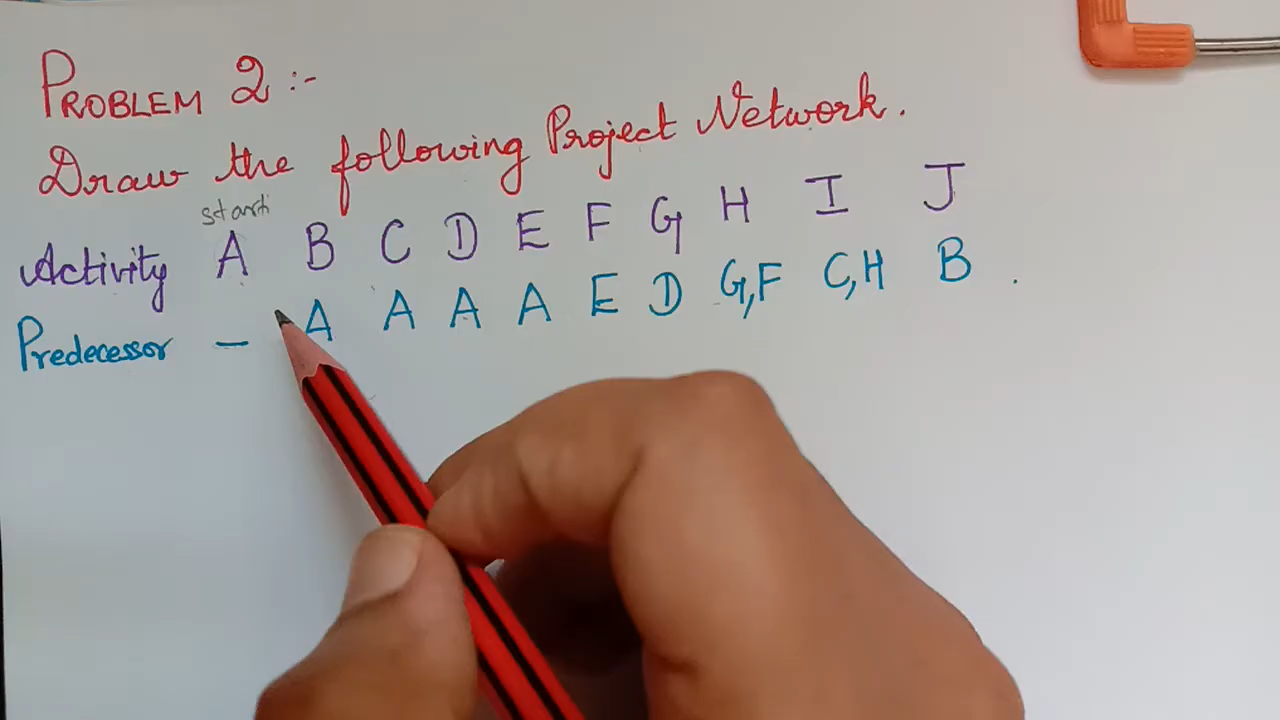 PROBLEM 2 :-
Draw the following Project Network.
start
Activity A B C D E F G H I J
Predecessor - A A A A E D G,F C,H B .